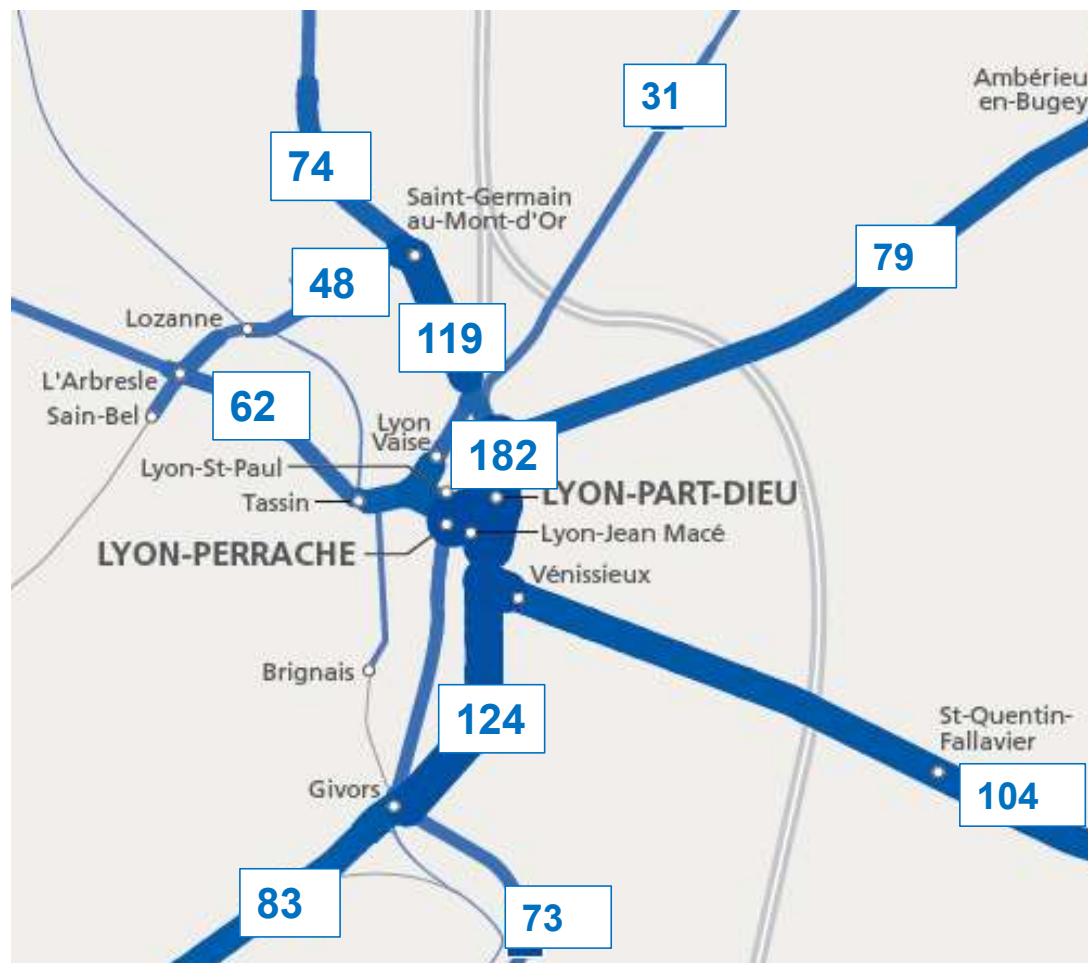 31
Ambérieu
en-Bugey
74
Saint-Germain
au-Mont-d'Or
79
48
Lozanne
119
L'Arbresle
Sain-Bel
62
Lyon
Vaise
182
Lyon-St-Paul
Tassin
LYON-PART-DIEU
LYON-PERRACHE
Lyon-Jean Macé
Vénissieux
Brignais
124
St-Quentin-
Fallavier
Givors
104
83
73